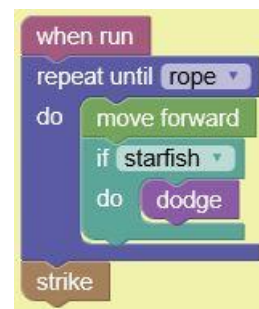 when run
repeat until rope
do move forward
if starfish
do dodge
strike